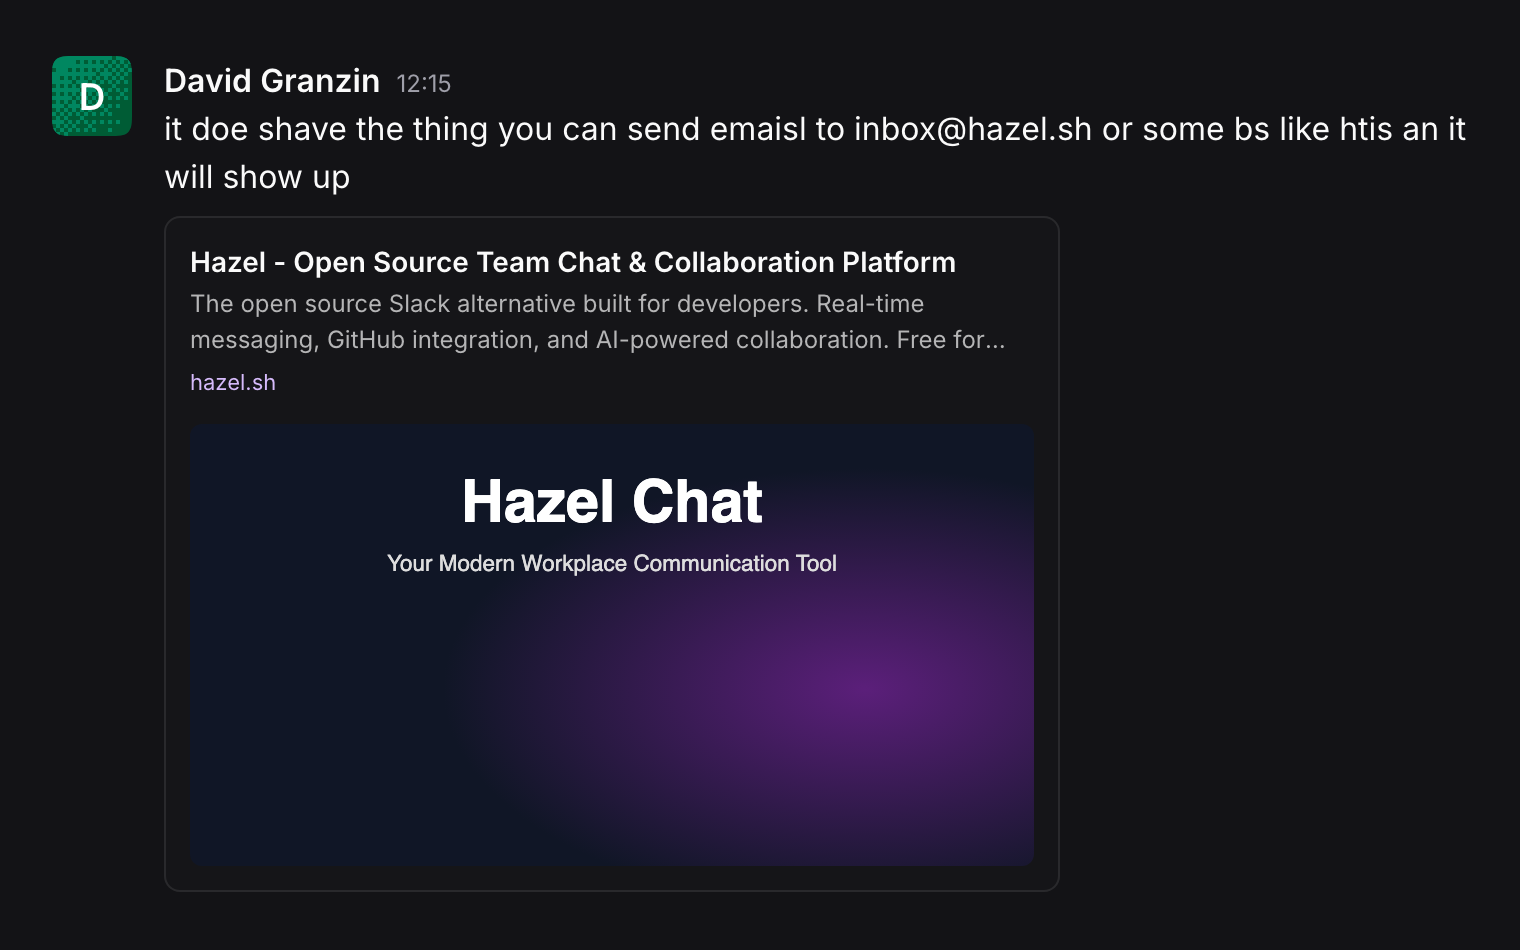 D
David Granzin 12:15
it doe shave the thing you can send emaisl to inbox@hazel.sh or some bs like htis an it
will show up
Hazel - Open Source Team Chat & Collaboration Platform
The open source Slack alternative built for developers. Real-time
messaging, GitHub integration, and AI-powered collaboration. Free for...
hazel.sh
Hazel Chat
Your Modern Workplace Communication Tool